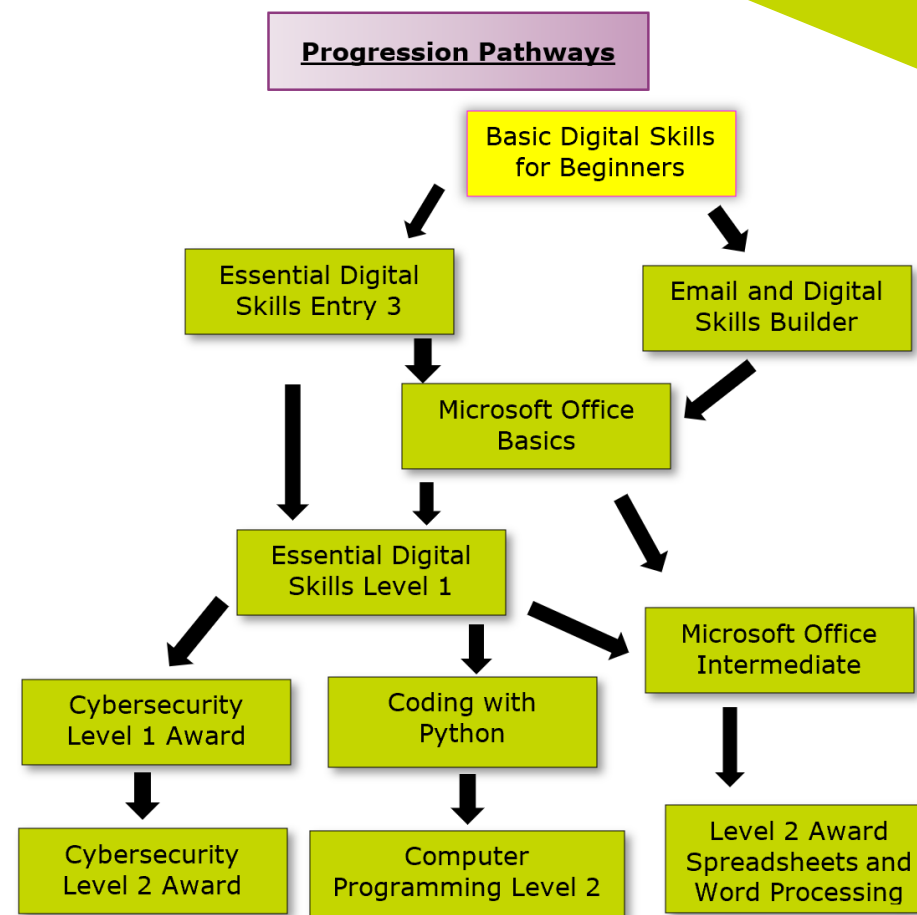 Progression Pathways
Basic Digital Skills
for Beginners
Essential Digital
Skills Entry 3
Email and Digital
Skills Builder
Microsoft Office
Basics
Essential Digital
Skills Level 1
Microsoft Office
Intermediate
Cybersecurity
Level 1 Award
Coding with
Python
Cybersecurity
Level 2 Award
Computer
Programming Level 2
Level 2 Award
Spreadsheets and
Word Processing